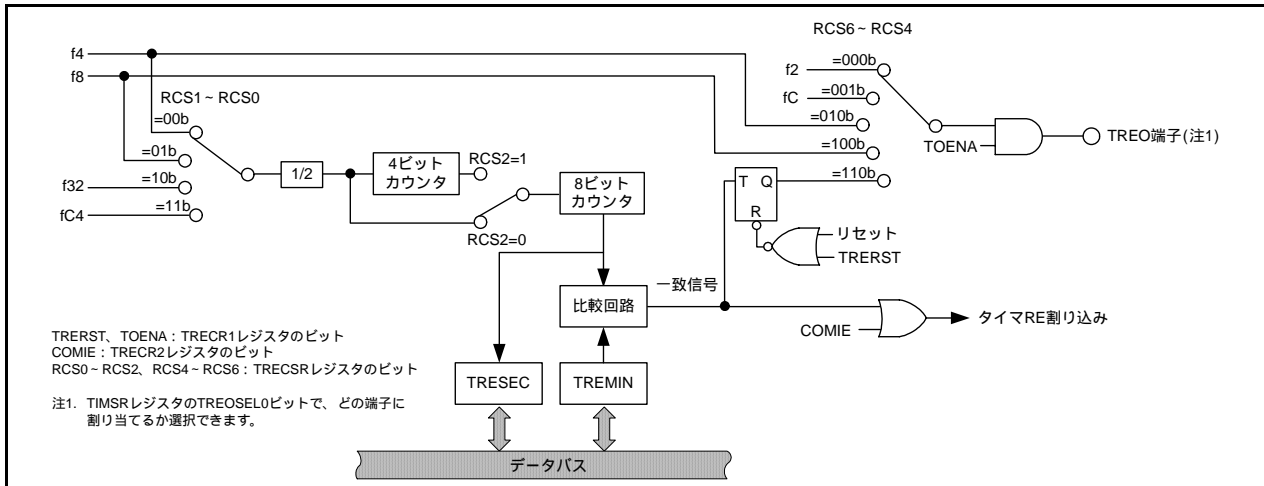 RCS6～RCS4
f4
f8
f2
=000b
fC
=001b
=010b
=100b
=110b
TOENA
TREO端子(注1)
RCS1～RCS0
=00b
=01b
f32
=10b
fC4
=11b
1/2
4ビット
カウンタ
RCS2=1
RCS2=0
8ビット
カウンタ
T Q
R
リセット
TRERST
一致信号
比較回路
COMIE
タイマRE割り込み
TRESEC
TREMIN
データバス
TRERST、TOENA：TRECR1レジスタのビット
COMIE：TRECR2レジスタのビット
RCS0～RCS2、RCS4～RCS6：TRECSRレジスタのビット
注1. TIMSRレジスタのTREOSEL0ビットで、どの端子に
割り当てるか選択できます。